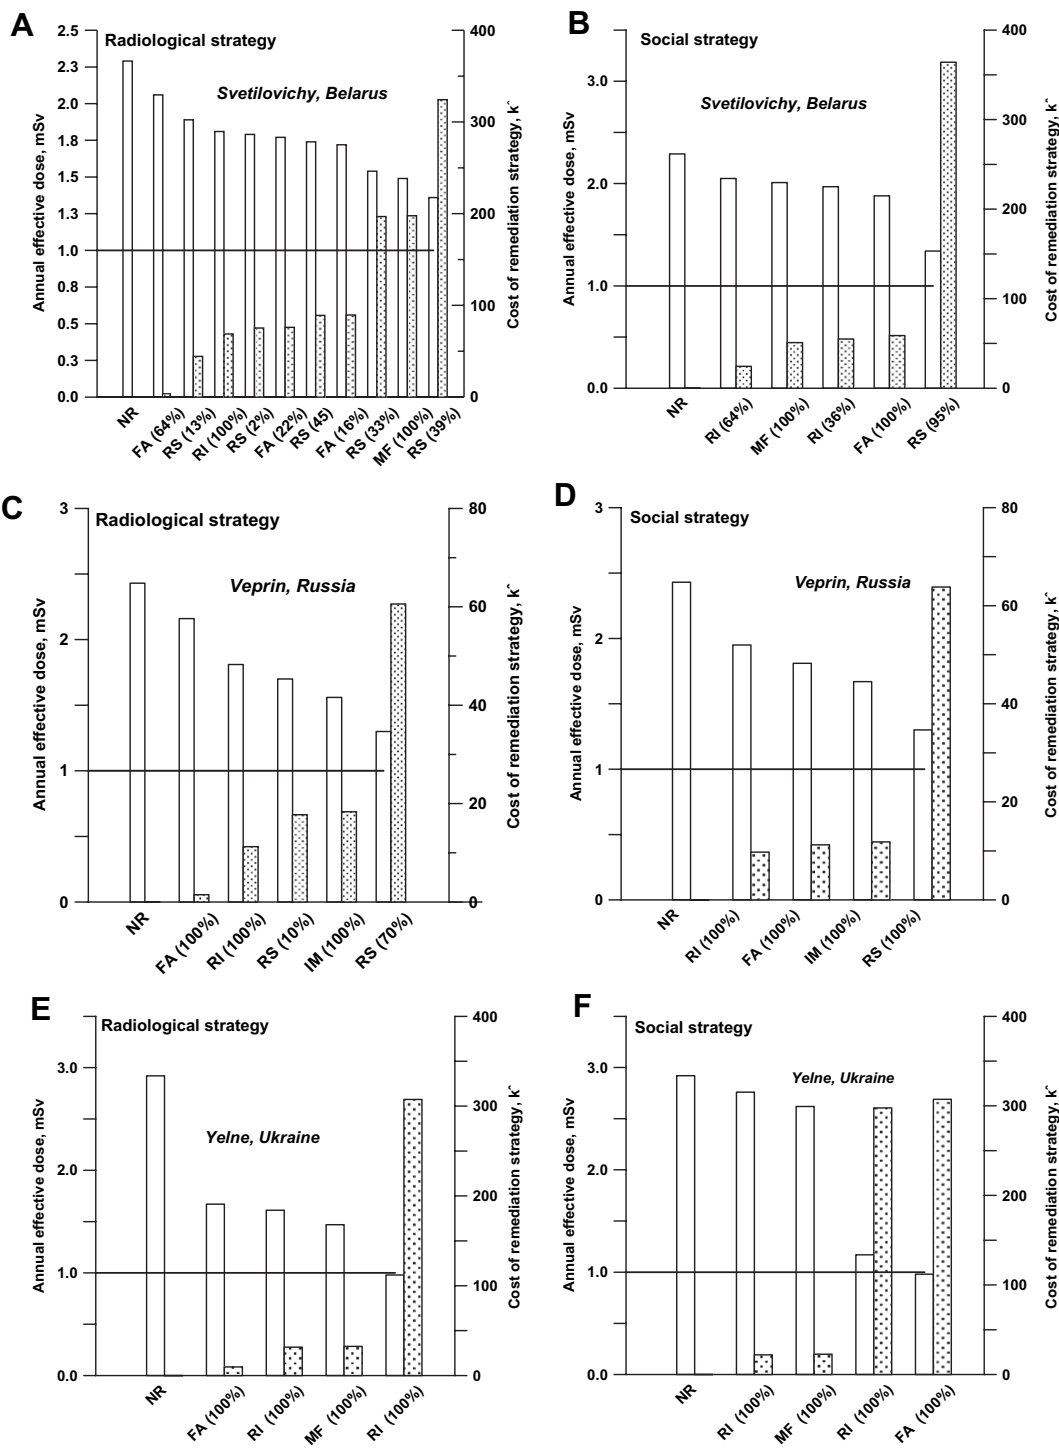 A
Radiological strategy
Svetilovichy, Belarus
Annual effective dose, mSv
2.5
2.3
2.0
1.8
1.5
1.3
1.0
0.8
0.5
0.3
0.0
400
300
200
100
0
Cost of remediation strategy, kˆ
NR
FA (64%)
RS (13%)
RI (100%)
RS (2%)
FA (22%)
RS (45)
FA (16%)
RS (33%)
MF (100%)
RS (39%)
B
Social strategy
Svetilovichy, Belarus
Annual effective dose, mSv
3.0
2.0
1.0
0.0
400
300
200
100
0
Cost of remediation strategy, kˆ
NR
RI (64%)
MF (100%)
RI (36%)
FA (100%)
RS (95%)
C
Radiological strategy
Veprin, Russia
Annual effective dose, mSv
3
2
1
0
80
60
40
20
0
Cost of remediation strategy, kˆ
NR
FA (100%)
RI (100%)
RS (10%)
IM (100%)
RS (70%)
D
Social strategy
Veprin, Russia
Annual effective dose, mSv
3
2
1
0
80
60
40
20
0
Cost of remediation strategy, kˆ
NR
RI (100%)
FA (100%)
IM (100%)
RS (100%)
E
Radiological strategy
Yelne, Ukraine
Annual effective dose, mSv
3.0
2.0
1.0
0.0
400
300
200
100
0
Cost of remediation strategy, kˆ
NR
FA (100%)
RI (100%)
MF (100%)
RI (100%)
F
Social strategy
Yelne, Ukraine
Annual effective dose, mSv
3.0
2.0
1.0
0.0
400
300
200
100
0
Cost of remediation strategy, kˆ
NR
RI (100%)
MF (100%)
RI (100%)
FA (100%)